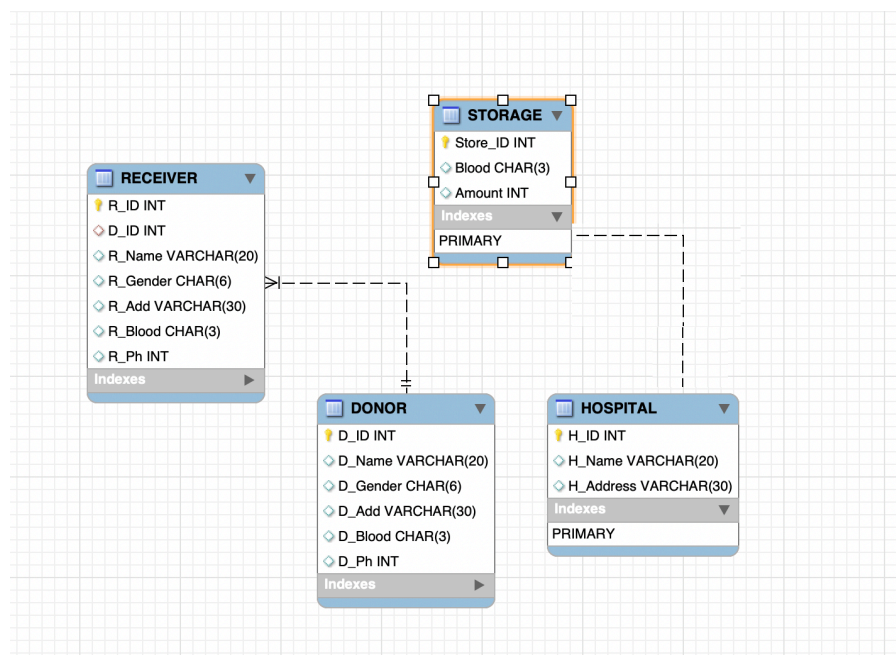 STORAGE
Store_ID INT
Blood CHAR(3)
Amount INT
Indexes
PRIMARY
RECEIVER
R_ID INT
D_ID INT
R_Name VARCHAR(20)
R_Gender CHAR(6)
R_Add VARCHAR(30)
R_Blood CHAR(3)
R_Ph INT
Indexes
DONOR
D_ID INT
D_Name VARCHAR(20)
D_Gender CHAR(6)
D_Add VARCHAR(30)
D_Blood CHAR(3)
D_Ph INT
Indexes
HOSPITAL
H_ID INT
H_Name VARCHAR(20)
H_Address VARCHAR(30)
Indexes
PRIMARY